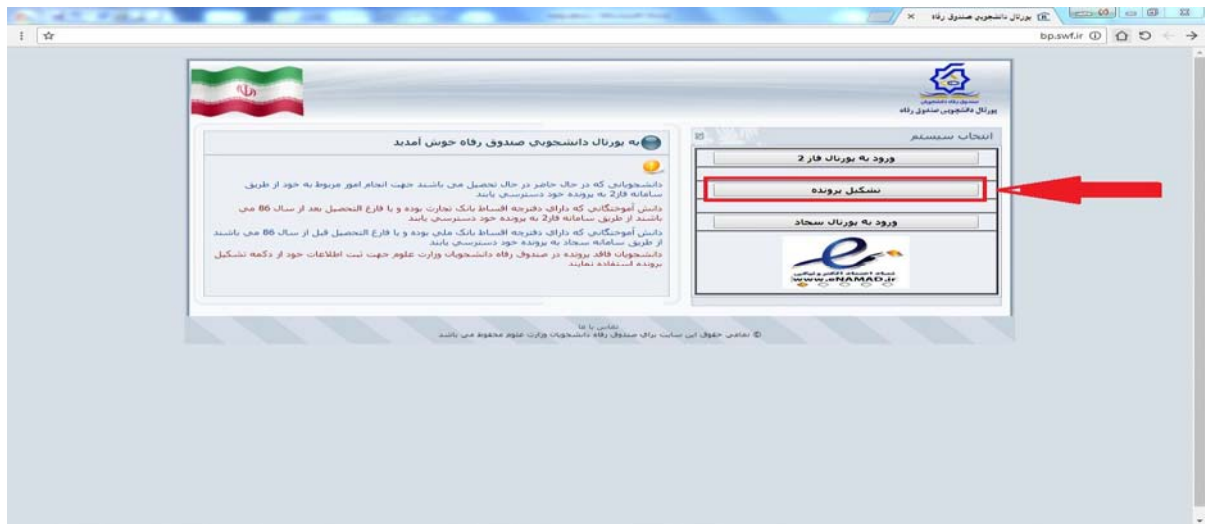 پورتال دانشجویی صندوق رفاه
bp.swf.ir
صندوق رفاه دانشجویان
پورتال دانشجویی صندوق رفاه
انتخاب سیستم
ورود به پورتال فاز 2
تشکیل پرونده
ورود به پورتال سجاد
www.eNAMAD.ir
به پورتال دانشجویی صندوق رفاه خوش آمدید
دانشجویانی که در حال حاضر در حال تحصیل می باشند جهت انجام امور مربوط به خود از طریق
سامانه فاز2 به پرونده خود دسترسی یابند
دانش آموختگانی که دارای دفترچه اقساط بانک تجارت بوده و یا فارغ التحصیل بعد از سال 86 می
باشند از طریق سامانه فاز2 به پرونده خود دسترسی یابند
دانش آموختگانی که دارای دفترچه اقساط بانک ملی بوده و یا فارغ التحصیل قبل از سال 86 می باشند
از طریق سامانه سجاد به پرونده خود دسترسی یابند
دانشجویان فاقد پرونده در صندوق رفاه دانشجویان وزارت علوم جهت ثبت اطلاعات خود از دکمه تشکیل
پرونده استفاده نمایند
تماس با ما
© تمامی حقوق این سایت برای صندوق رفاه دانشجویان وزارت علوم محفوظ می باشد